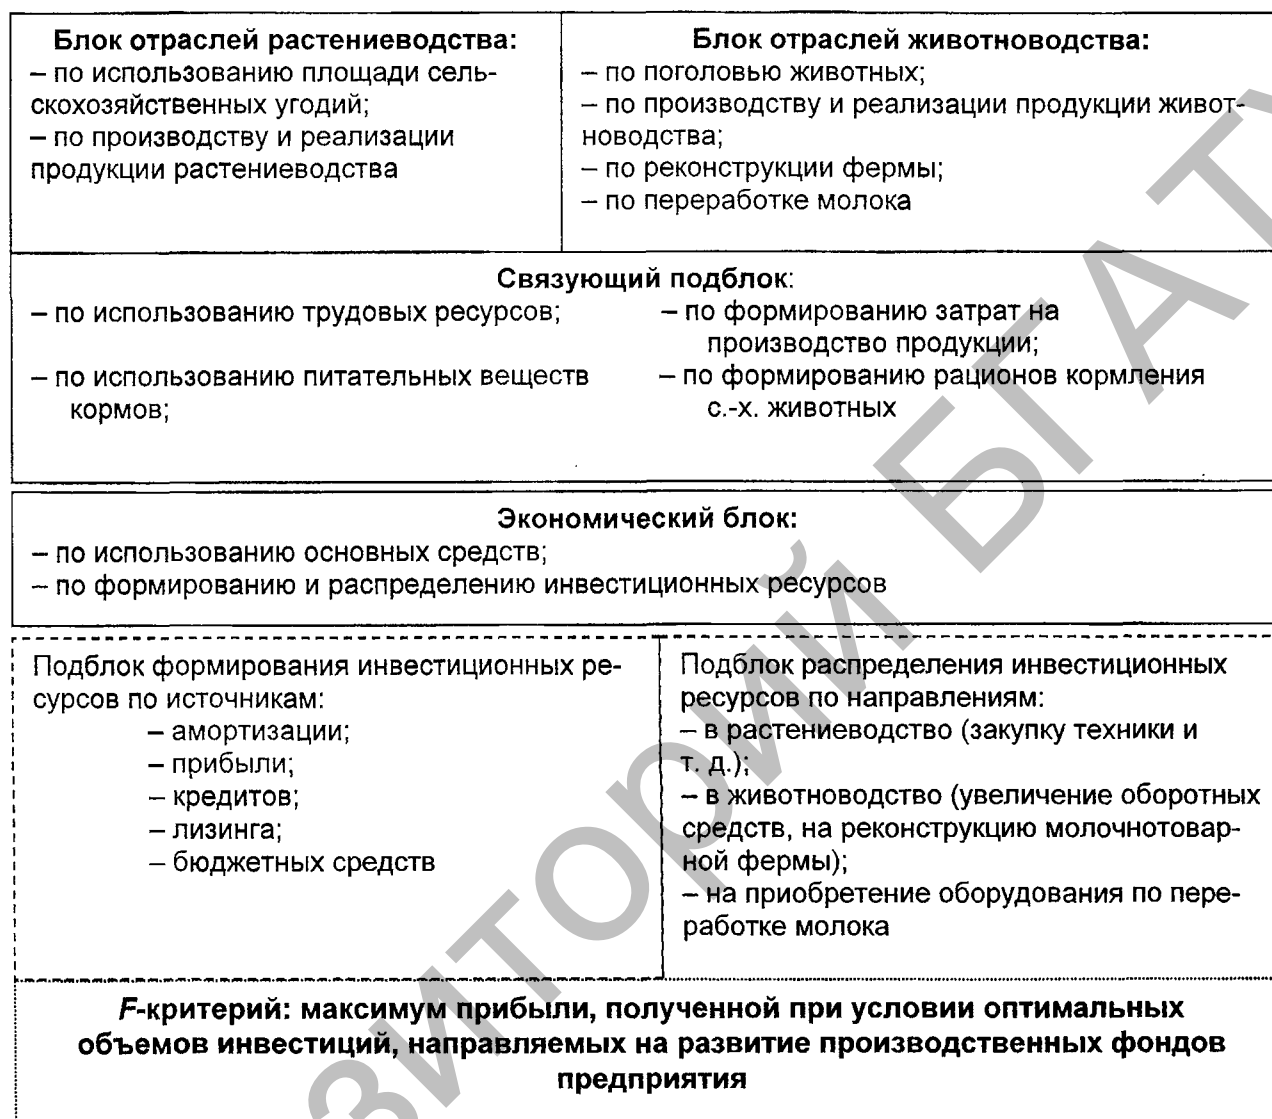 Блок отраслей растениеводства:
– по использованию площади сель-
скохозяйственных угодий;
– по производству и реализации
продукции растениеводства
Блок отраслей животноводства:
– по поголовью животных;
– по производству и реализации продукции живот-
новодства;
– по реконструкции фермы;
– по переработке молока
Связующий подблок:
– по использованию трудовых ресурсов;
– по использованию питательных веществ
кормов;
– по формированию затрат на
производство продукции;
– по формированию рационов кормления
с.-х. животных
Экономический блок:
– по использованию основных средств;
– по формированию и распределению инвестиционных ресурсов
Подблок формирования инвестиционных ре-
сурсов по источникам:
– амортизации;
– прибыли;
– кредитов;
– лизинга;
– бюджетных средств
Подблок распределения инвестиционных
ресурсов по направлениям:
– в растениеводство (закупку техники и
т. д.);
– в животноводство (увеличение оборотных
средств, на реконструкцию молочнотовар-
ной фермы);
– на приобретение оборудования по пере-
работке молока
F-критерий: максимум прибыли, полученной при условии оптимальных
объемов инвестиций, направляемых на развитие производственных фондов
предприятия
зиторий БГАТУ